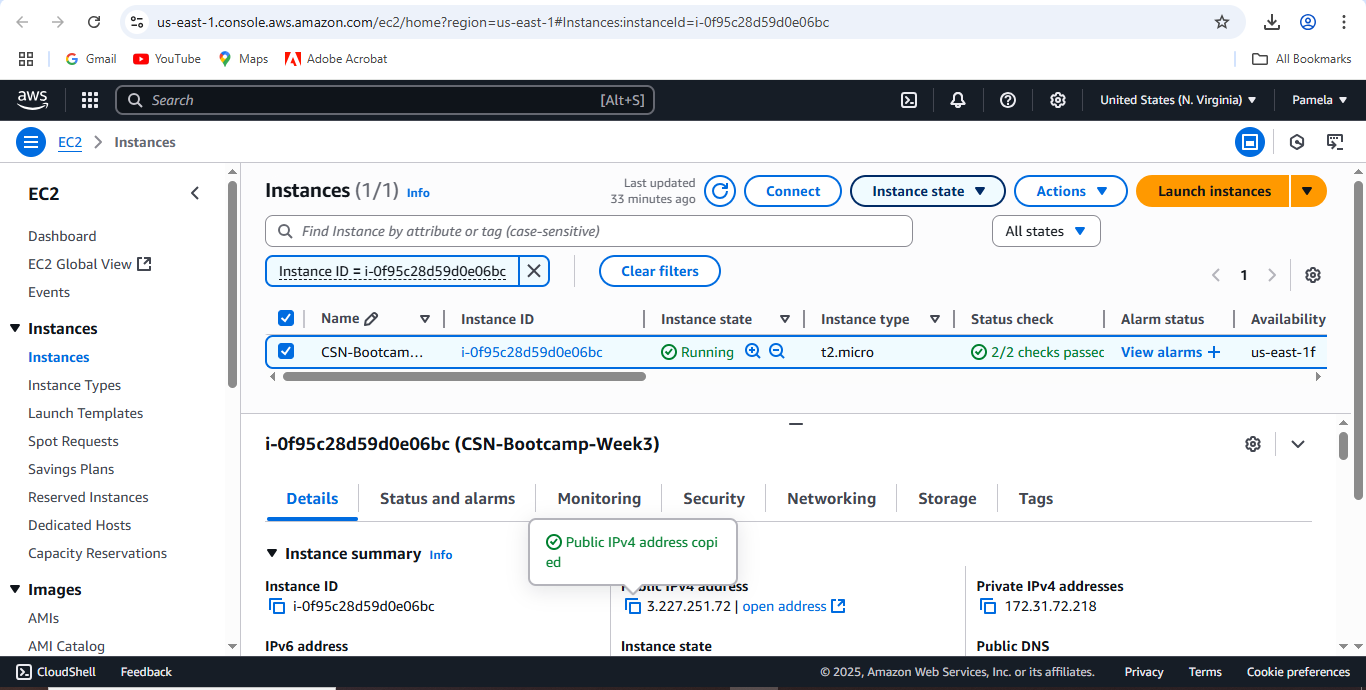 us-east-1.console.aws.amazon.com/ec2/home?region=us-east-1#Instances:instanceId=i-0f95c28d59d0e06bc
Gmail YouTube Maps Adobe Acrobat All Bookmarks
aws Search [Alt+S] United States (N. Virginia) Pamela
EC2 Instances
EC2
Dashboard
EC2 Global View
Events
Instances
Instances
Instance Types
Launch Templates
Spot Requests
Savings Plans
Reserved Instances
Dedicated Hosts
Capacity Reservations
Images
AMIs
AMI Catalog
Instances (1/1) Info
Last updated
33 minutes ago
Connect Instance state Actions Launch instances
Find Instance by attribute or tag (case-sensitive) All states
Instance ID = i-0f95c28d59d0e06bc Clear filters 1
Name Instance ID Instance state Instance type Status check Alarm status Availability
CSN-Bootcam... i-0f95c28d59d0e06bc Running t2.micro 2/2 checks passec View alarms us-east-1f
i-0f95c28d59d0e06bc (CSN-Bootcamp-Week3)
Details Status and alarms Monitoring Security Networking Storage Tags
Public IPv4 address copi
ed
Instance summary Info
Instance ID Public IPv4 address Private IPv4 addresses
i-0f95c28d59d0e06bc 3.227.251.72 | open address 172.31.72.218
IPv6 address Instance state Public DNS
CloudShell Feedback © 2025, Amazon Web Services, Inc. or its affiliates. Privacy Terms Cookie preferences